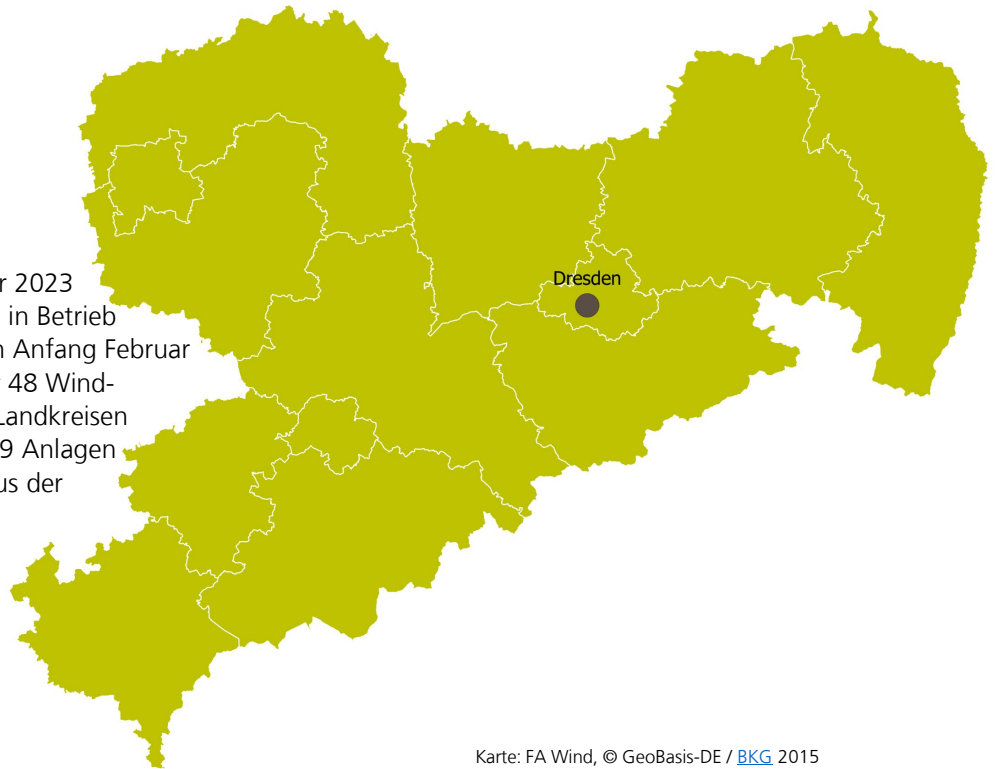 Dresden
r 2023
in Betrieb
n Anfang Februar
48 Wind-
Landkreisen
9 Anlagen
us der
Karte: FA Wind, © GeoBasis-DE / BKG 2015